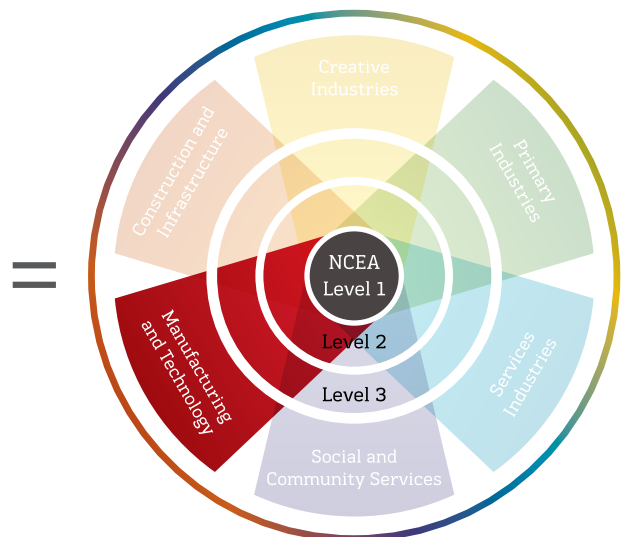 =
Creative
Industries
Construction and
Infrastructure
Primary
Industries
NCEA
Level 1
Level 2
Level 3
Manufacturing
and Technology
Services
Industries
Social and
Community Services